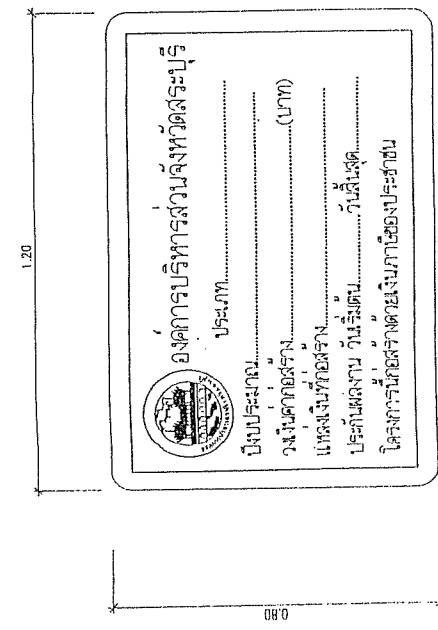 1.20
องค์การบริหารส่วนจังหวัดสระบุรี
ประเภท
ปีงบประมาณ
วงเงินค่าก่อสร้าง (บาท)
แหล่งเงินที่ก่อสร้าง
ประกันผลงาน วันเริ่มต้น วันสิ้นสุด
โครงการนี้ก่อสร้างด้วยเงินภาษีของประชาชน
0.80